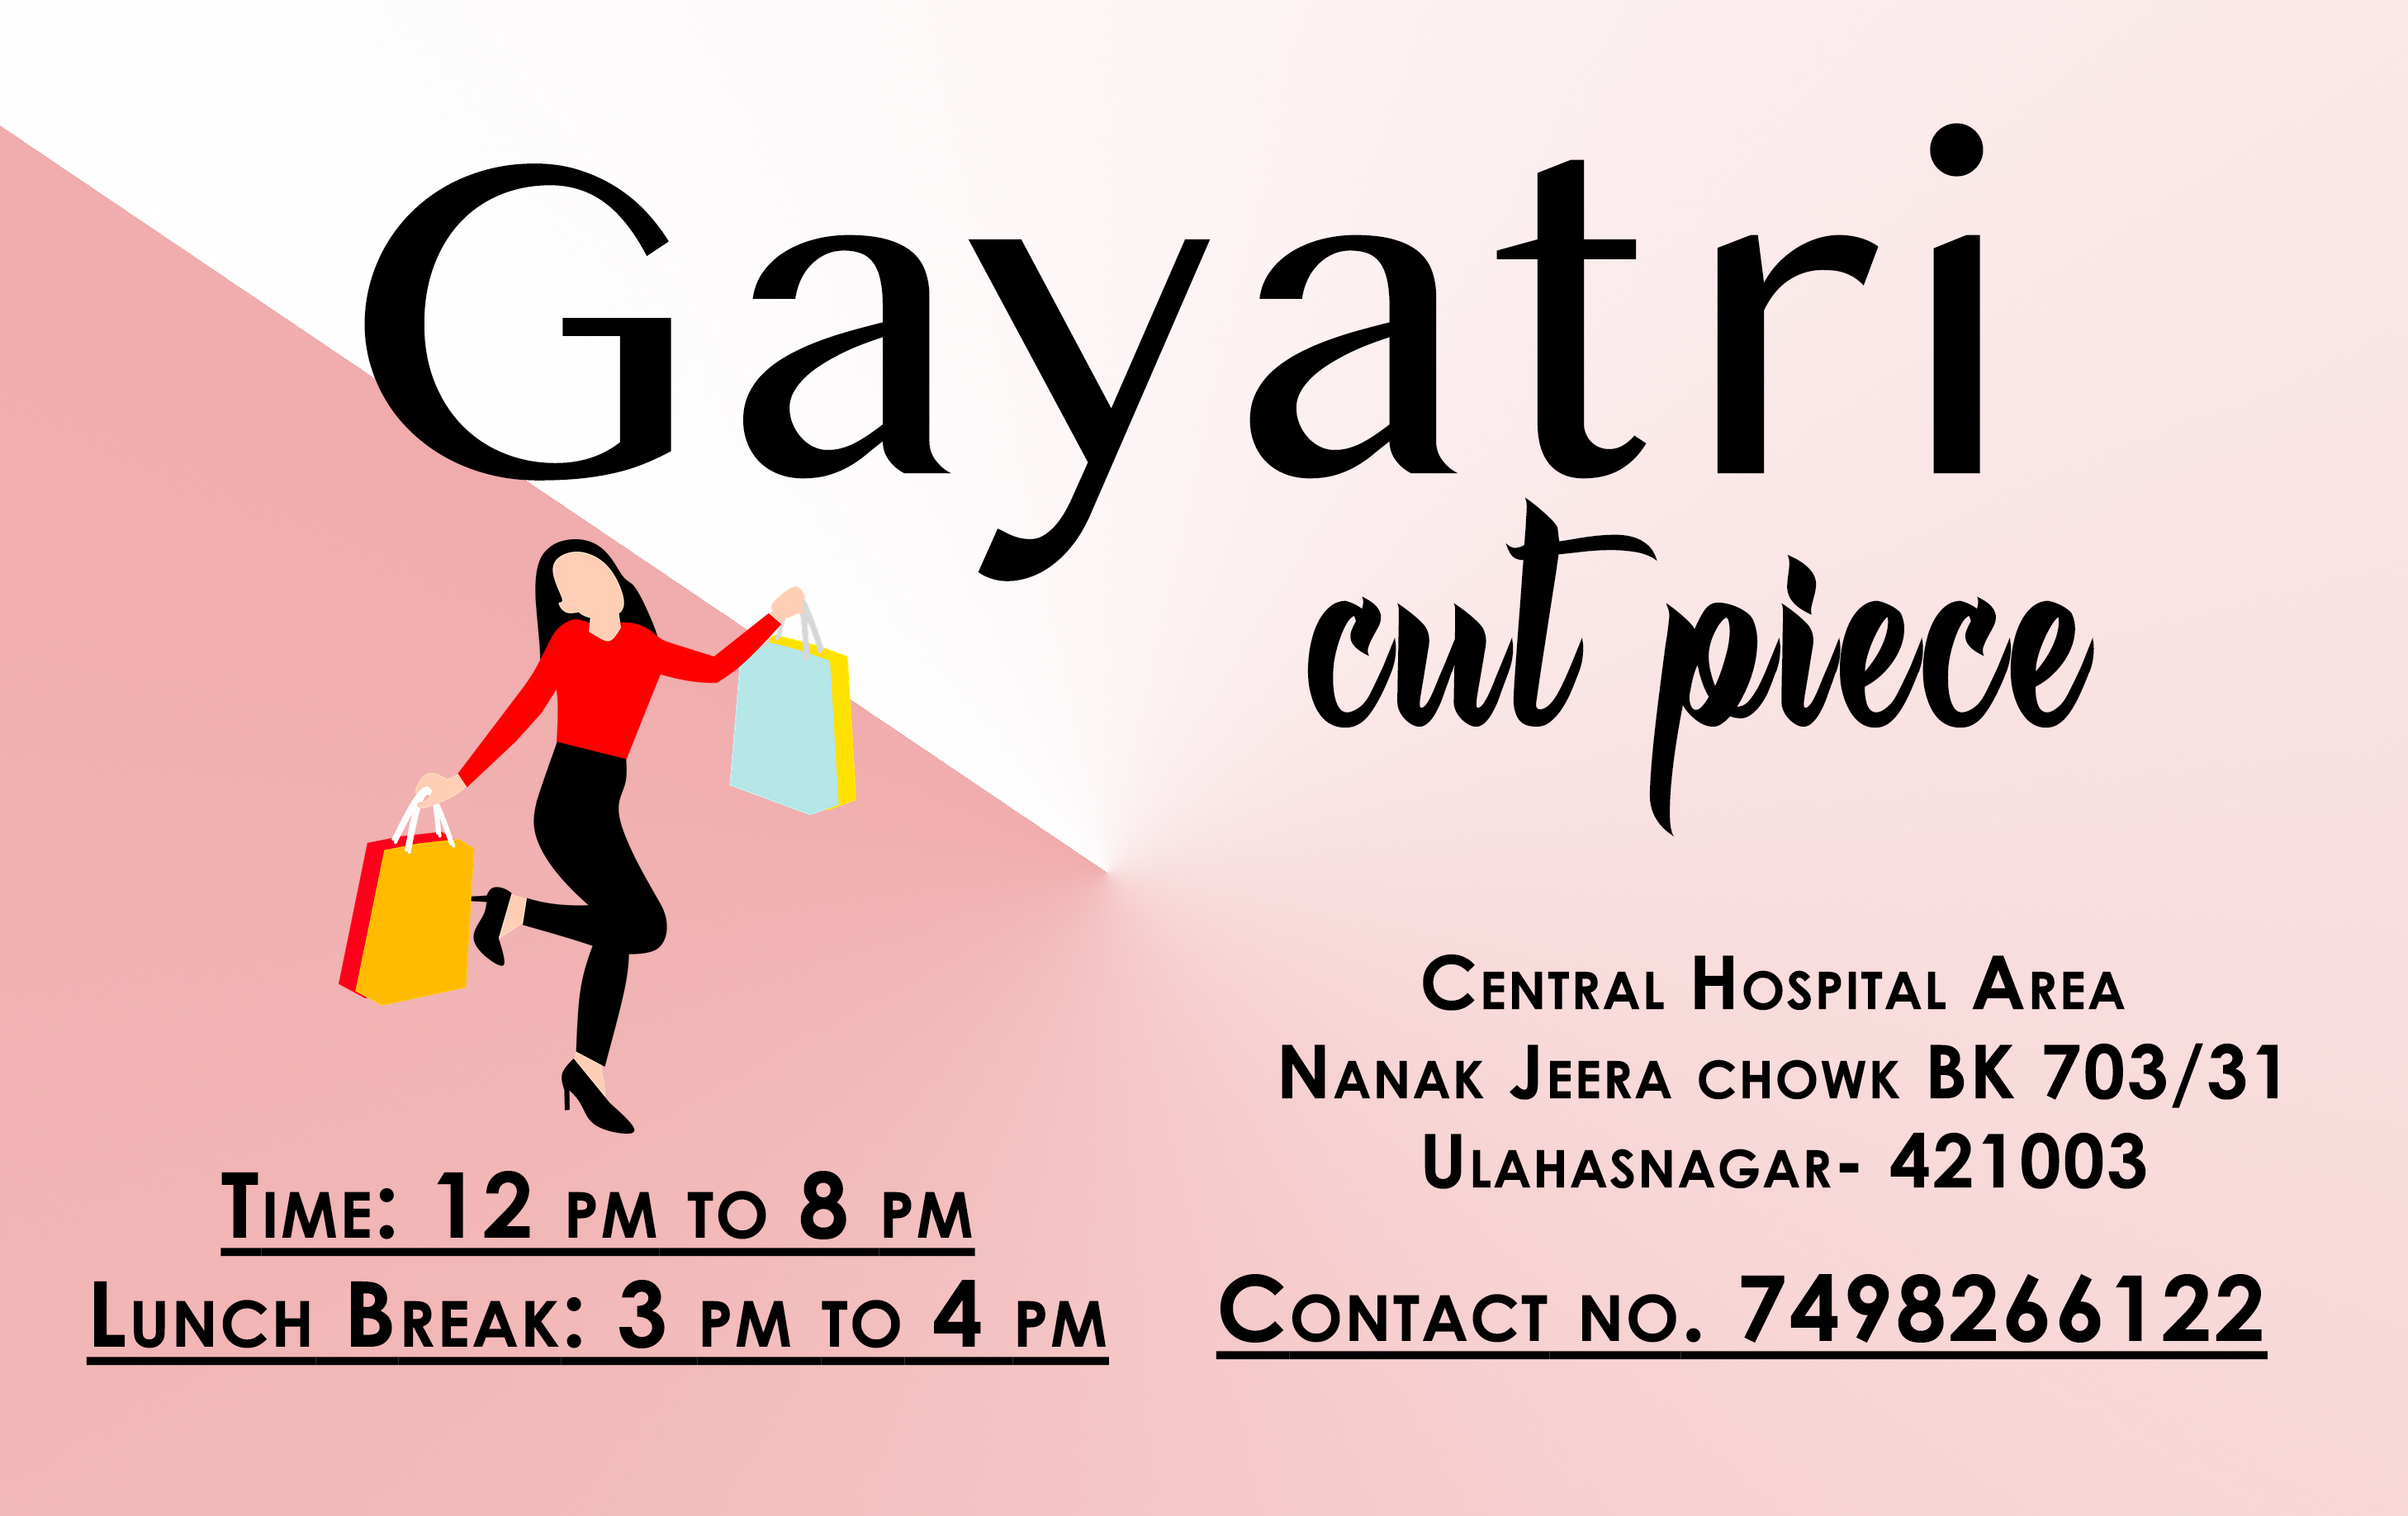 Gayatri
cut piece
Central Hospital Area
Nanak Jeera chowk BK 703/31
Ulahasnagar- 421003
Time: 12 pm to 8 pm
Lunch Break: 3 pm to 4 pm
Contact no. 7498266122